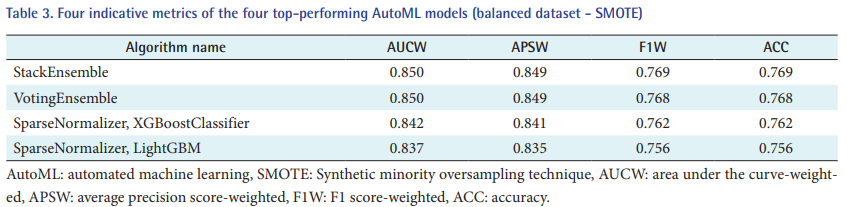 Table 3. Four indicative metrics of the four top-performing AutoML models (balanced dataset – SMOTE)
Algorithm name AUCW APSW F1W ACC
StackEnsemble 0.850 0.849 0.769 0.769
VotingEnsemble 0.850 0.849 0.768 0.768
SparseNormalizer, XGBoostClassifier 0.842 0.841 0.762 0.762
SparseNormalizer, LightGBM 0.837 0.835 0.756 0.756
AutoML: automated machine learning, SMOTE: Synthetic minority oversampling technique, AUCW: area under the curve-weight-
ed, APSW: average precision score-weighted, F1W: F1 score-weighted, ACC: accuracy.